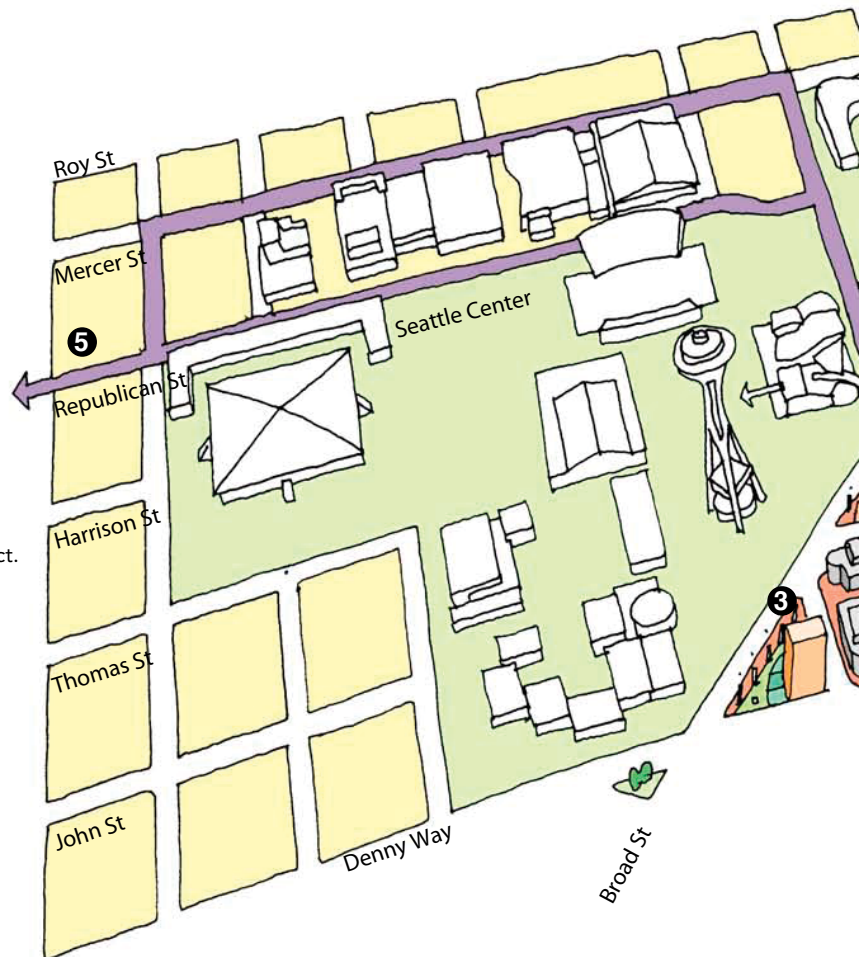 Roy St
Mercer St
Seattle Center
5
Republican St
Harrison St
ct.
3
Thomas St
John St
Denny Way
Broad St